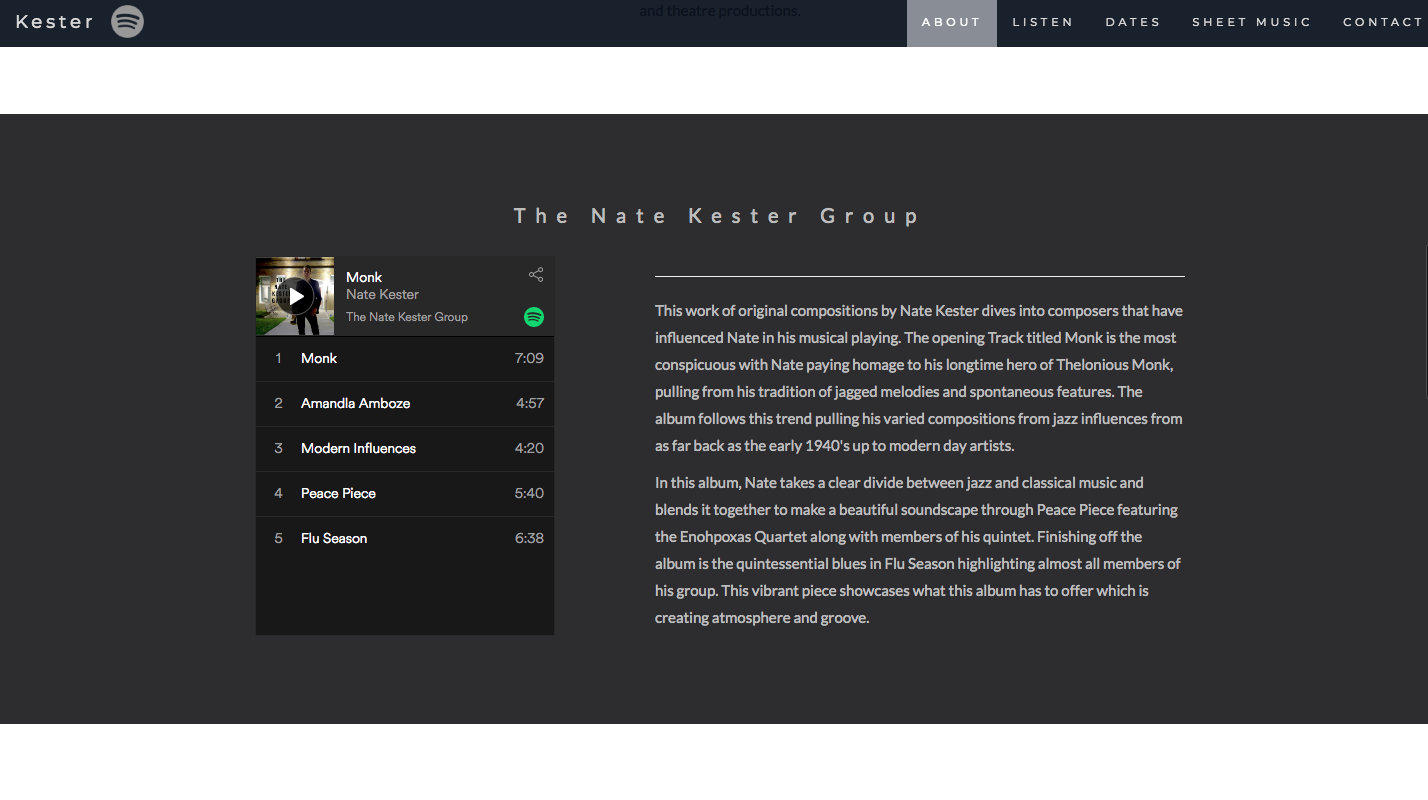 Kester
and theatre productions.
ABOUT LISTEN DATES SHEET MUSIC CONTACT
The Nate Kester Group
THE
NATE
KESTER
GROUP
Monk
Nate Kester
The Nate Kester Group
1 Monk 7:09
2 Amandla Amboze 4:57
3 Modern Influences 4:20
4 Peace Piece 5:40
5 Flu Season 6:38
This work of original compositions by Nate Kester dives into composers that have
influenced Nate in his musical playing. The opening Track titled Monk is the most
conspicuous with Nate paying homage to his longtime hero of Thelonious Monk,
pulling from his tradition of jagged melodies and spontaneous features. The
album follows this trend pulling his varied compositions from jazz influences from
as far back as the early 1940's up to modern day artists.
In this album, Nate takes a clear divide between jazz and classical music and
blends it together to make a beautiful soundscape through Peace Piece featuring
the Enohpoxas Quartet along with members of his quintet. Finishing off the
album is the quintessential blues in Flu Season highlighting almost all members of
his group. This vibrant piece showcases what this album has to offer which is
creating atmosphere and groove.